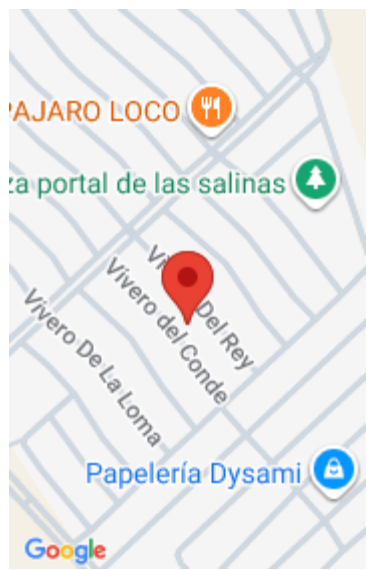 PAJARO LOCO
za portal de las salinas
Del Rey
Vivero del Conde
Vivero De La Loma
Papelería Dysami
Google